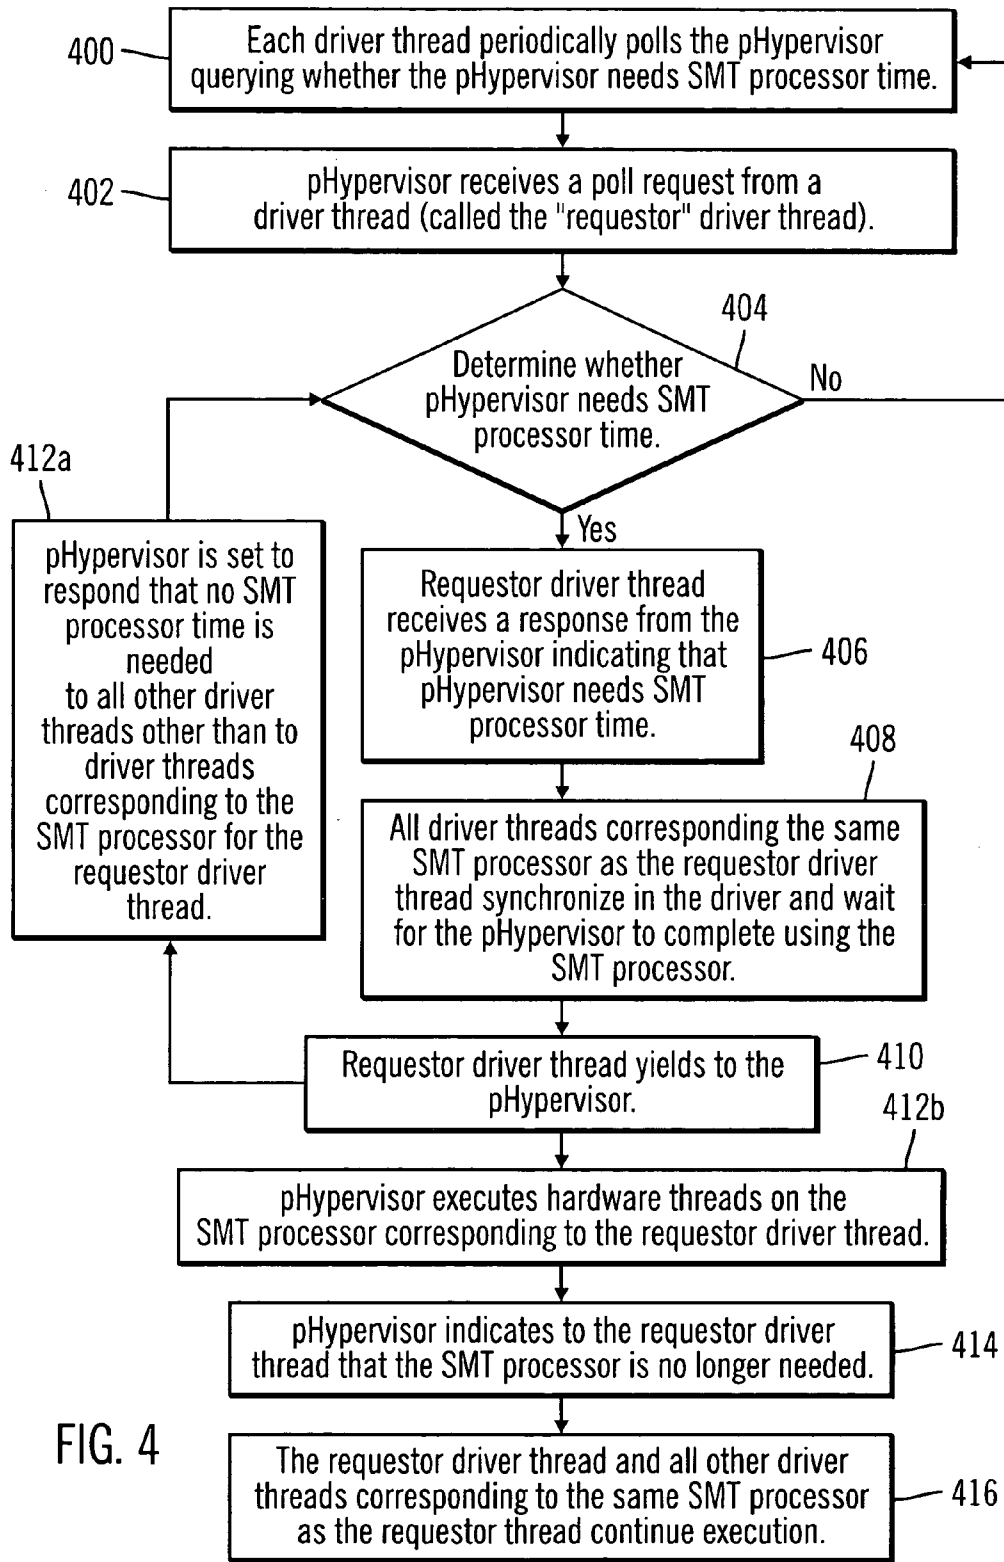 400
Each driver thread periodically polls the pHypervisor
querying whether the pHypervisor needs SMT processor time.
402
pHypervisor receives a poll request from a
driver thread (called the "requestor" driver thread).
404
Determine whether
pHypervisor needs SMT
processor time.
No
Yes
412a
pHypervisor is set to
respond that no SMT
processor time is
needed
to all other driver
threads other than to
driver threads
corresponding to the
SMT processor for the
requestor driver
thread.
Requestor driver thread
receives a response from the
pHypervisor indicating that
pHypervisor needs SMT
processor time.
406
408
All driver threads corresponding the same
SMT processor as the requestor driver
thread synchronize in the driver and wait
for the pHypervisor to complete using the
SMT processor.
Requestor driver thread yields to the
pHypervisor.
410
412b
pHypervisor executes hardware threads on the
SMT processor corresponding to the requestor driver thread.
pHypervisor indicates to the requestor driver
thread that the SMT processor is no longer needed.
414
FIG. 4
The requestor driver thread and all other driver
threads corresponding to the same SMT processor
as the requestor thread continue execution.
416